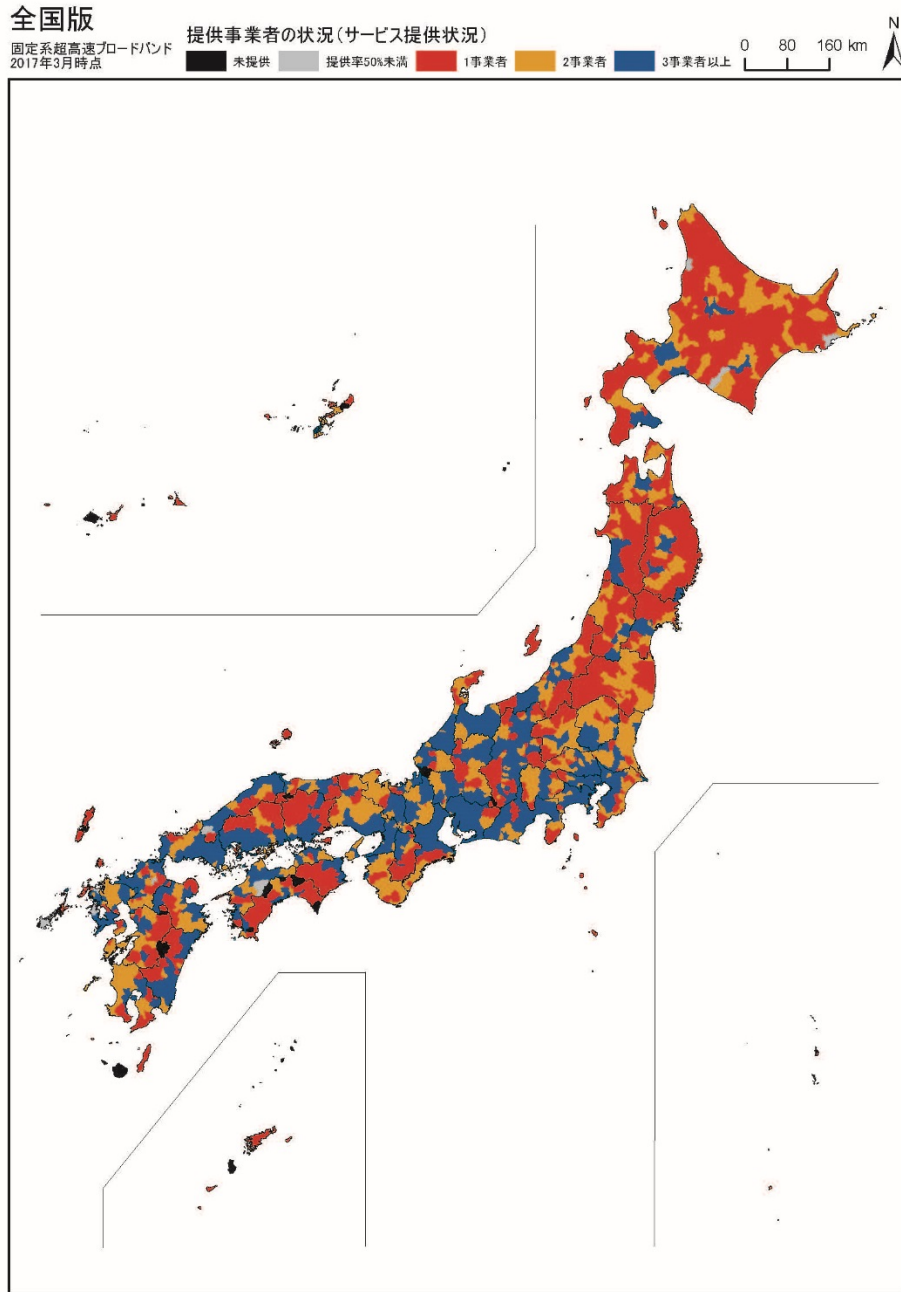 全国版
固定系超高速ブロードバンド
2017年3月時点
提供事業者の状況(サービス提供状況)
未提供 提供率50%未満 1事業者 2事業者 3事業者以上
0 80 160 km
N